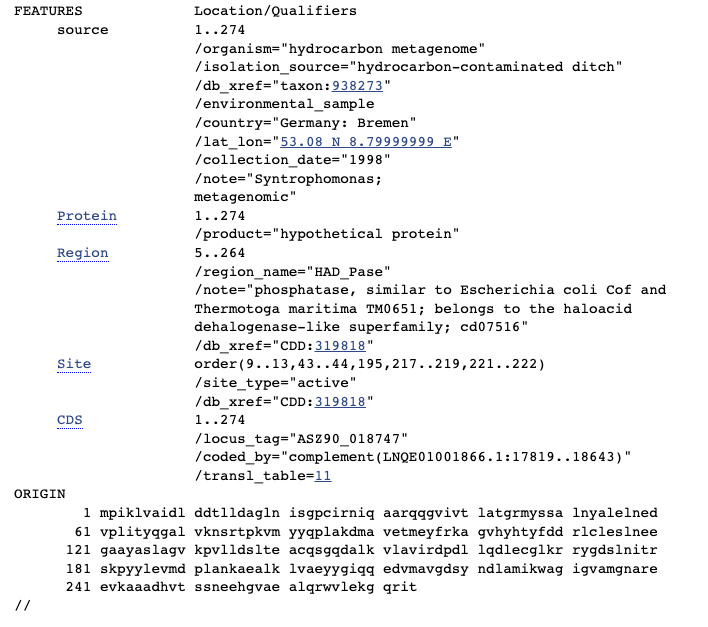 FEATURES Location/Qualifiers
source 1..274
/organism="hydrocarbon metagenome"
/isolation_source="hydrocarbon-contaminated ditch"
/db_xref="taxon:938273"
/environmental_sample
/country="Germany: Bremen"
/lat_lon="53.08 N 8.79999999 E"
/collection_date="1998"
/note="Syntrophomonas;
metagenomic"
Protein 1..274
/product="hypothetical protein"
Region 5..264
/region_name="HAD_Pase"
/note="phosphatase, similar to Escherichia coli Cof and
Thermotoga maritima TM0651; belongs to the haloacid
dehalogenase-like superfamily; cd07516"
/db_xref="CDD:319818"
Site order(9..13,43..44,195,217..219,221..222)
/site_type="active"
/db_xref="CDD:319818"
CDS 1..274
/locus_tag="ASZ90_018747"
/coded_by="complement(LNQE01001866.1:17819..18643)"
/transl_table=11
ORIGIN
1 mpiklvaidl ddtlldagln isgpcirniq aarqqgvivt latgrmyssa lnyalelned
61 vplityqgal vknsrtpkvm yyqplakdma vetmeyfrka gvhyhtyfdd rlcleslnee
121 gaayaslagv kpvlldslte acqsgqdalk vlavirdpdl lqdlecglkr rygdslnitr
181 skpyylevmd plankaealk lvaeyygiqq edvmavgdsy ndlamikwag igvamgnare
241 evkaaadhvt ssneehgvae alqrwvlekg qrit
//